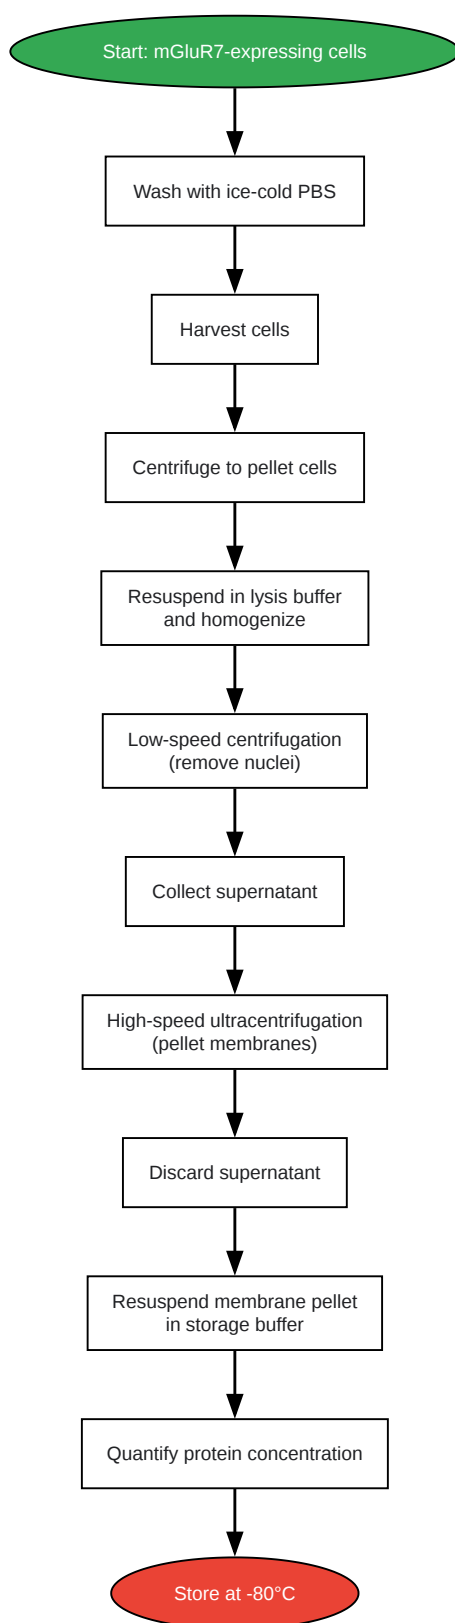 Start: mGluR7-expressing cells
Wash with ice-cold PBS
Harvest cells
Centrifuge to pellet cells
Resuspend in lysis buffer
and homogenize
Low-speed centrifugation
(remove nuclei)
Collect supernatant
High-speed ultracentrifugation
(pellet membranes)
Discard supernatant
Resuspend membrane pellet
in storage buffer
Quantify protein concentration
Store at -80°C